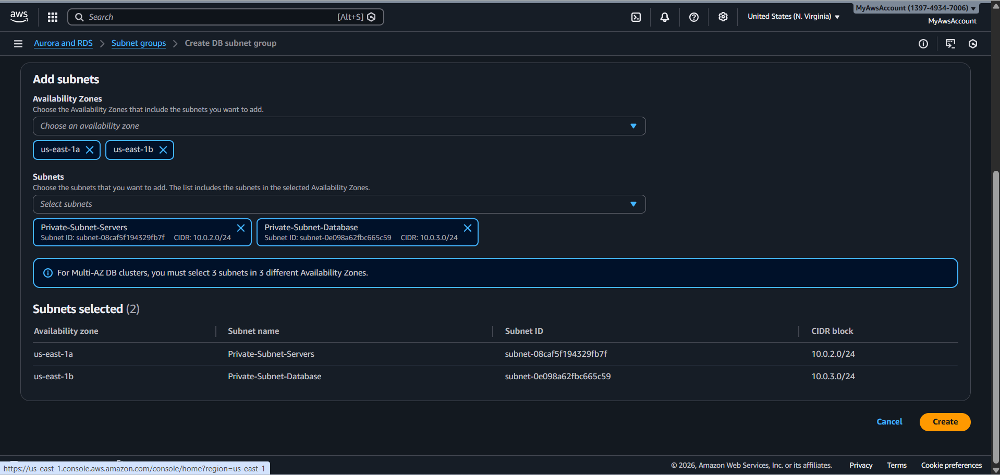 aws
Search [Alt+S]
United States (N. Virginia)
MyAwsAccount (1397-4934-7006)
MyAwsAccount
Aurora and RDS
Subnet groups
Create DB subnet group
Add subnets
Availability Zones
Choose the Availability Zones that include the subnets you want to add.
Choose an availability zone
us-east-1a
us-east-1b
Subnets
Choose the subnets that you want to add. The list includes the subnets in the selected Availability Zones.
Select subnets
Private-Subnet-Servers
Subnet ID: subnet-08caf5f194329fb7f CIDR: 10.0.2.0/24
Private-Subnet-Database
Subnet ID: subnet-0e098a62fbc665c59 CIDR: 10.0.3.0/24
For Multi-AZ DB clusters, you must select 3 subnets in 3 different Availability Zones.
Subnets selected (2)
Availability zone Subnet name Subnet ID CIDR block
us-east-1a Private-Subnet-Servers subnet-08caf5f194329fb7f 10.0.2.0/24
us-east-1b Private-Subnet-Database subnet-0e098a62fbc665c59 10.0.3.0/24
Cancel
Create
© 2026, Amazon Web Services, Inc. or its affiliates. Privacy Terms Cookie preferences
https://us-east-1.console.aws.amazon.com/console/home?region=us-east-1